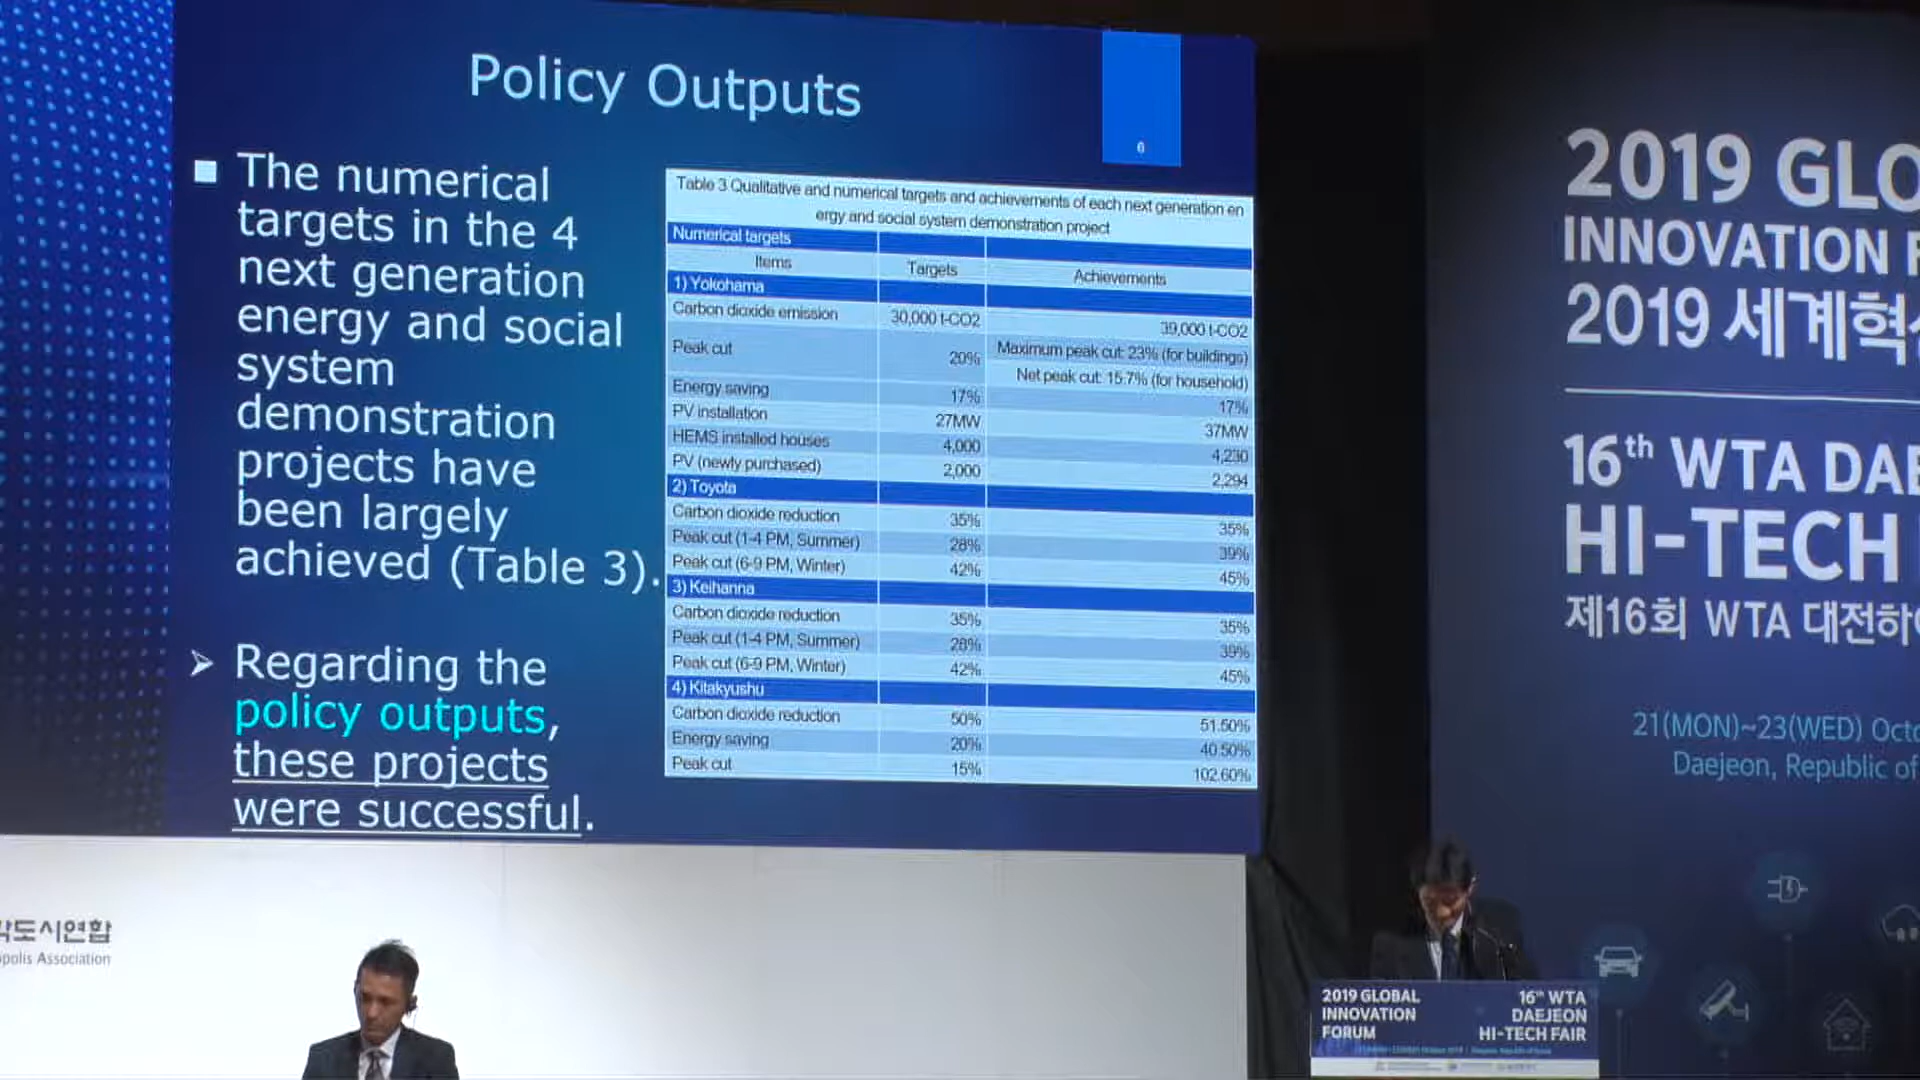 Policy Outputs
6
The numerical
targets in the 4
next generation
energy and social
system
demonstration
projects have
been largely
achieved (Table 3).
Regarding the
policy outputs,
these projects
were successful.
Table 3 Qualitative and numerical targets and achievements of each next generation en
ergy and social system demonstration project
Numerical targets
Items Targets Achievements
1) Yokohama
Carbon dioxide emission 30,000 t-CO2 39,000 t-CO2
Peak cut 20% Maximum peak cut: 23% (for buildings)
Net peak cut: 15.7% (for household)
Energy saving 17% 17%
PV installation 27MW 37MW
HEMS installed houses 4,000 4,230
PV (newly purchased) 2,000 2,294
2) Toyota
Carbon dioxide reduction 35% 35%
Peak cut (1-4 PM, Summer) 28% 39%
Peak cut (6-9 PM, Winter) 42% 45%
3) Keihanna
Carbon dioxide reduction 35% 35%
Peak cut (1-4 PM, Summer) 28% 39%
Peak cut (6-9 PM, Winter) 42% 45%
4) Kitakyushu
Carbon dioxide reduction 50% 51.50%
Energy saving 20% 40.50%
Peak cut 15% 102.60%
2019 GLO
INNOVATION F
2019 세계혁
16th WTA DAE
HI-TECH
제16회 WTA 대전하
21(MON)~23(WED) Octo
Daejeon, Republic of
도시연합
polis Association
2019 GLOBAL
INNOVATION
FORUM
16th WTA
DAEJEON
HI-TECH FAIR